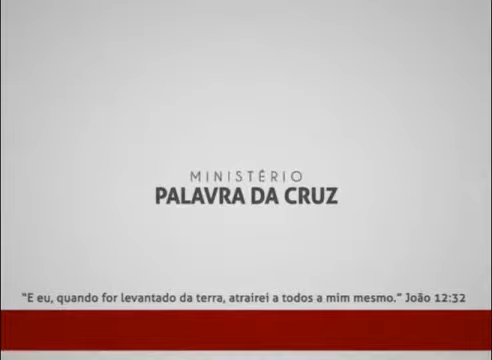 MINISTÉRIO
PALAVRA DA CRUZ
“E eu, quando for levantado da terra, atrairei a todos a mim mesmo.” João 12:32